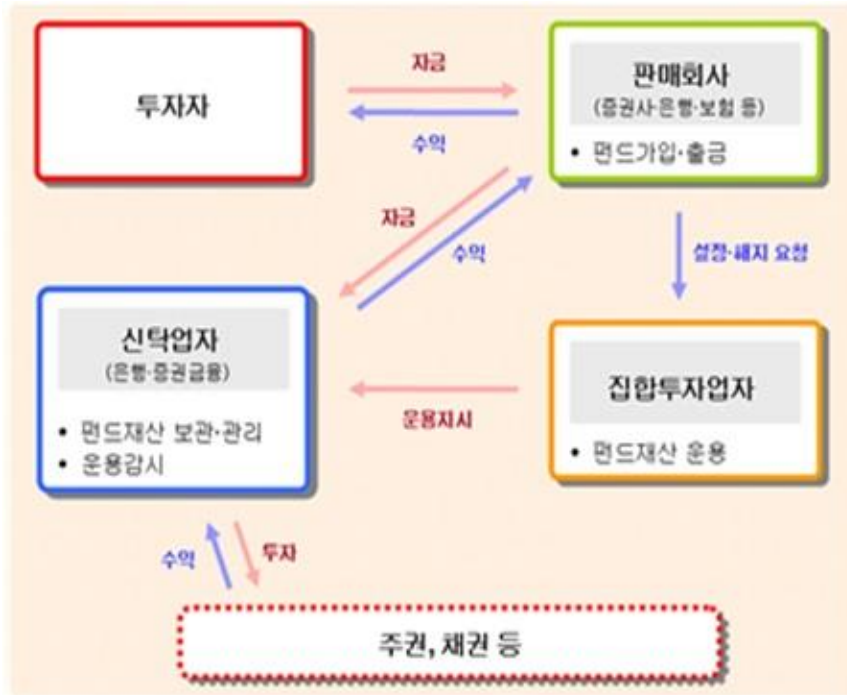 투자자
자금
수익
판매회사
(증권사·은행·보험 등)
• 펀드가입·출금
자금
수익
설정·해지 요청
신탁업자
(은행·증권금융)
• 펀드재산 보관·관리
• 운용감시
운용지시
집합투자업자
• 펀드재산 운용
수익
투자
주권, 채권 등